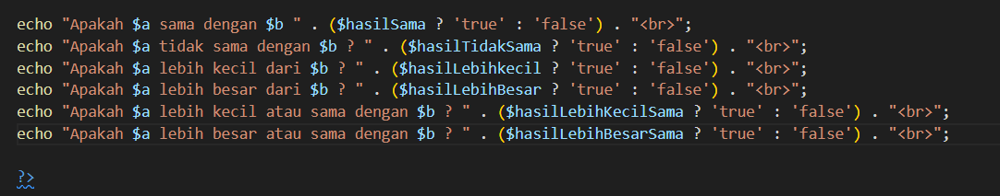 echo "Apakah $a sama dengan $b " . ($hasilSama ? 'true' : 'false') . "<br>";
echo "Apakah $a tidak sama dengan $b ? " . ($hasilTidakSama ? 'true' : 'false') . "<br>";
echo "Apakah $a lebih kecil dari $b ? " . ($hasilLebihkecil ? 'true' : 'false') . "<br>";
echo "Apakah $a lebih besar dari $b ? " . ($hasilLebihBesar ? 'true' : 'false') . "<br>";
echo "Apakah $a lebih kecil atau sama dengan $b ? " . ($hasilLebihKecilSama ? 'true' : 'false') . "<br>";
echo "Apakah $a lebih besar atau sama dengan $b ? " . ($hasilLebihBesarSama ? 'true' : 'false') . "<br>";
?>